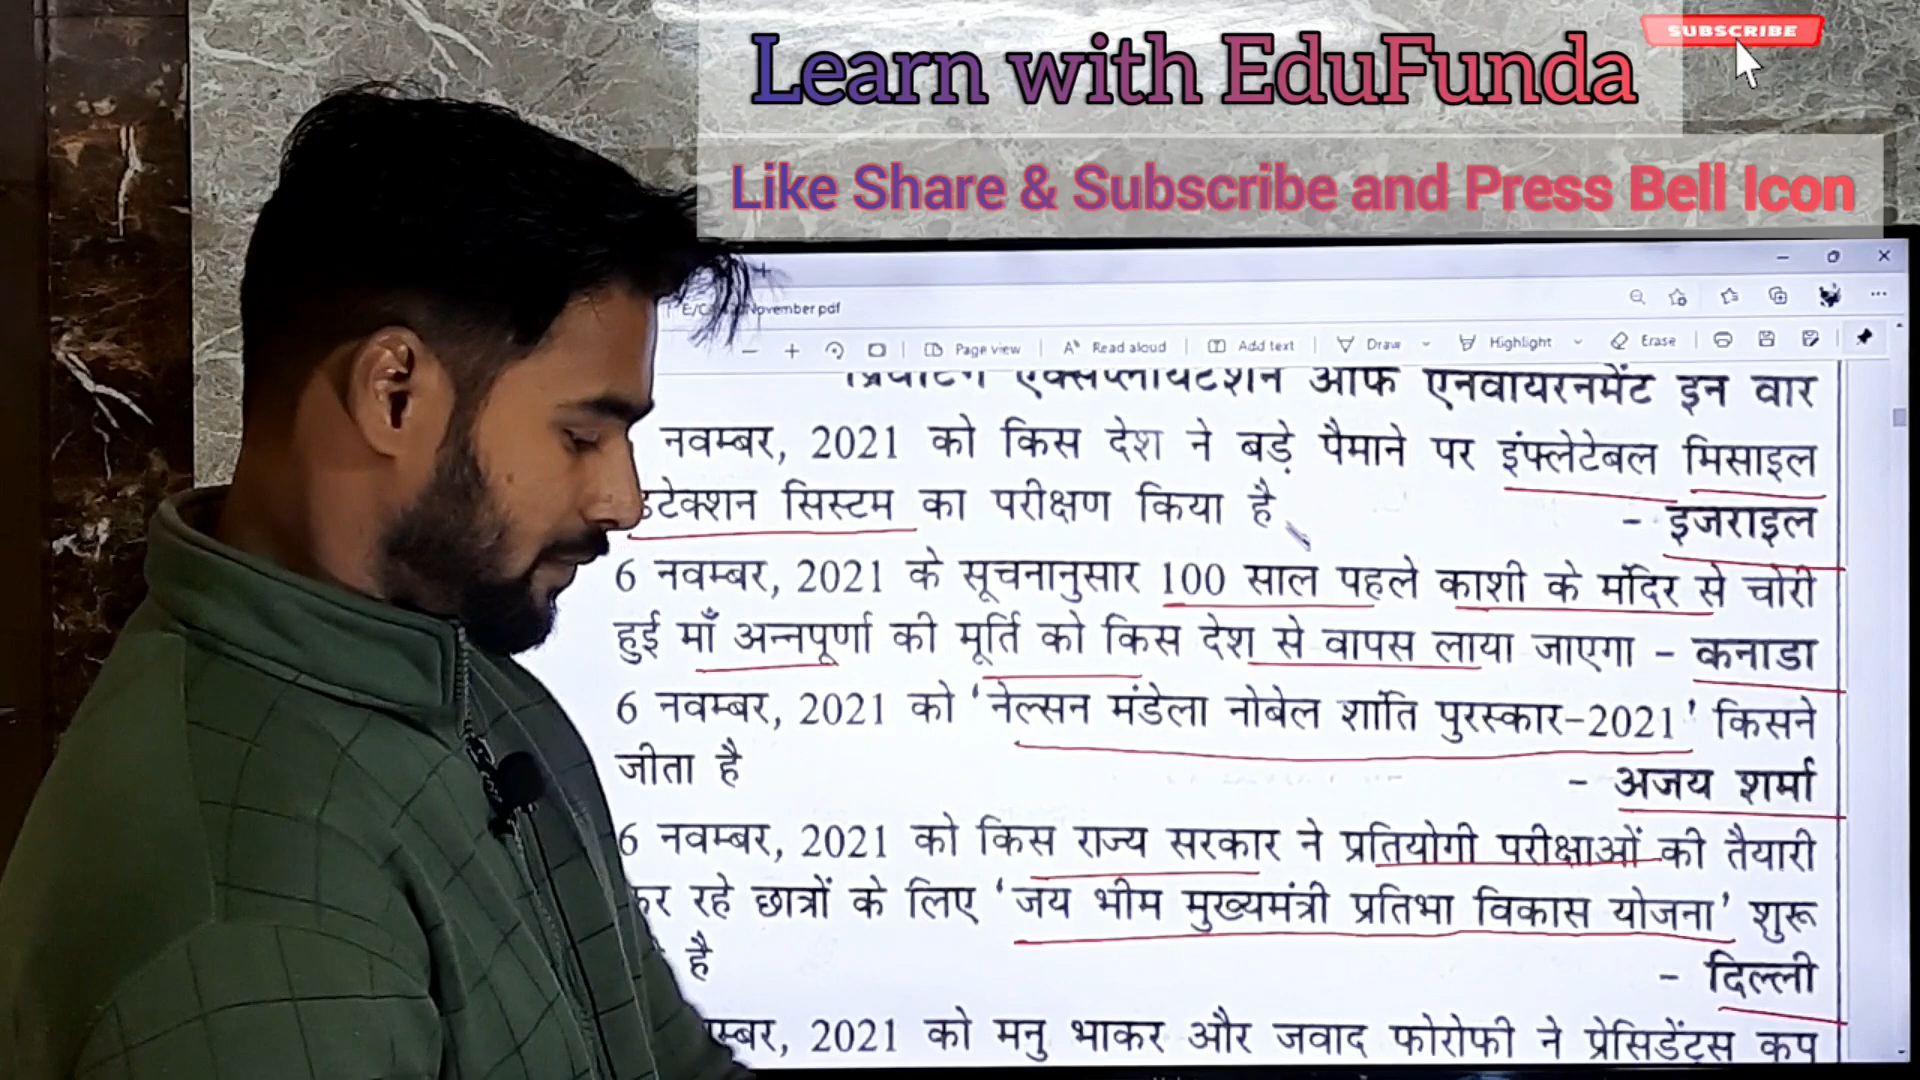 Learn with EduFunda
SUBSCRIBE
Like Share & Subscribe and Press Bell Icon
November pdf
Page view Read aloud Add text Draw Highlight Erase
एक्सप्लायटेशन ऑफ एनवायरनमेंट इन वार
नवम्बर, 2021 को किस देश ने बड़े पैमाने पर इंफ्लेटेबल मिसाइल
डिटेक्शन सिस्टम का परीक्षण किया है
- इजराइल
6 नवम्बर, 2021 के सूचनानुसार 100 साल पहले काशी के मंदिर से चोरी
हुई माँ अन्नपूर्णा की मूर्ति को किस देश से वापस लाया जाएगा - कनाडा
6 नवम्बर, 2021 को 'नेल्सन मंडेला नोबेल शांति पुरस्कार-2021' किसने
जीता है
- अजय शर्मा
6 नवम्बर, 2021 को किस राज्य सरकार ने प्रतियोगी परीक्षाओं की तैयारी
कर रहे छात्रों के लिए 'जय भीम मुख्यमंत्री प्रतिभा विकास योजना' शुरू
है
- दिल्ली
2021 को मनु भाकर और जवाद फोरोफी ने प्रेसिडेंट्स कप